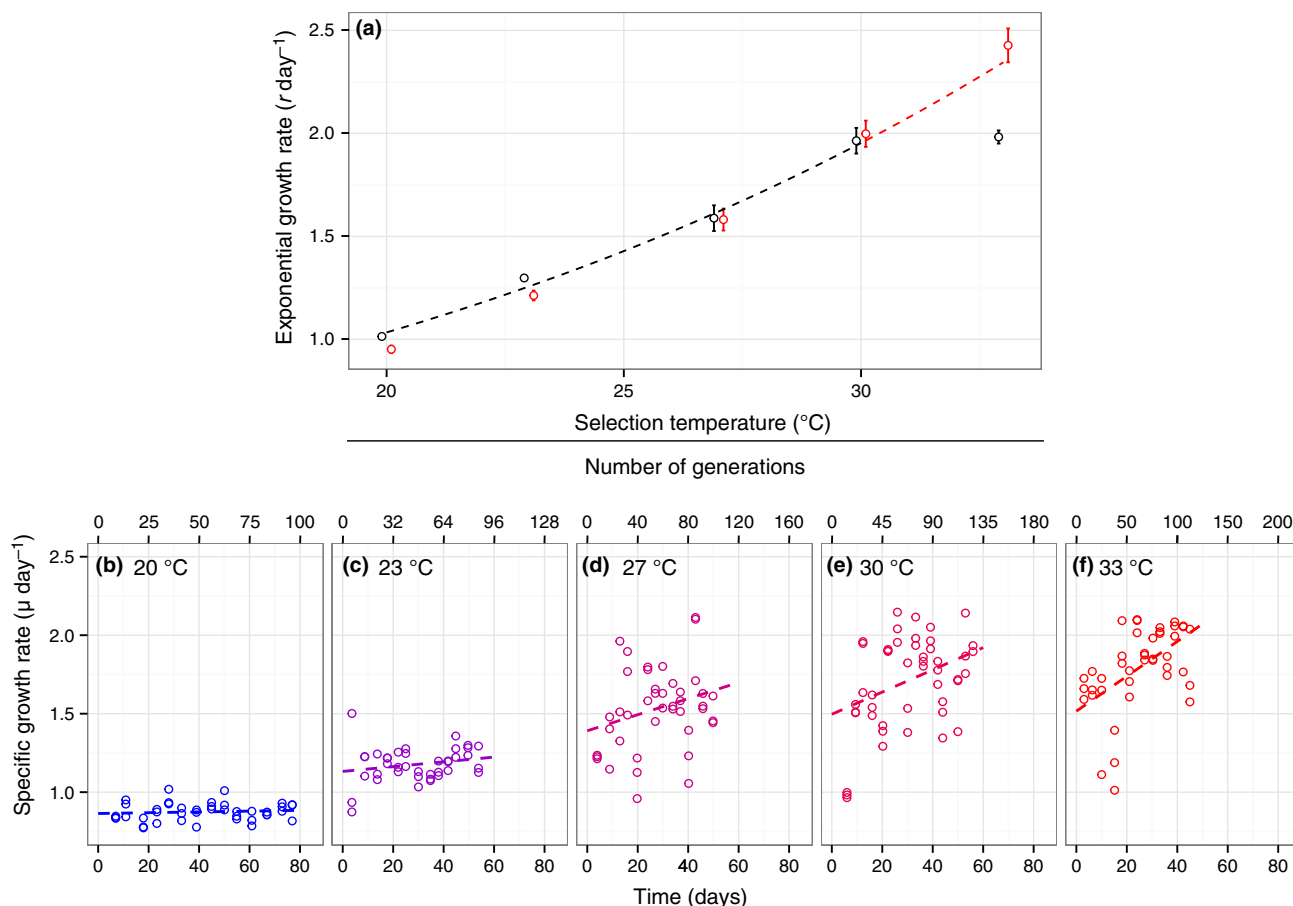 (a)
Exponential growth rate (r day⁻¹)
2.5
2.0
1.5
1.0
20 25 30
Selection temperature (°C)
Number of generations
0 25 50 75 100 0 32 64 96 128 0 40 80 120 160 0 45 90 135 180 0 50 100 150 200
(b) 20 °C (c) 23 °C (d) 27 °C (e) 30 °C (f) 33 °C
Specific growth rate (μ day⁻¹)
2.5
2.0
1.5
1.0
0 20 40 60 80 0 20 40 60 80 0 20 40 60 80 0 20 40 60 80 0 20 40 60 80
Time (days)